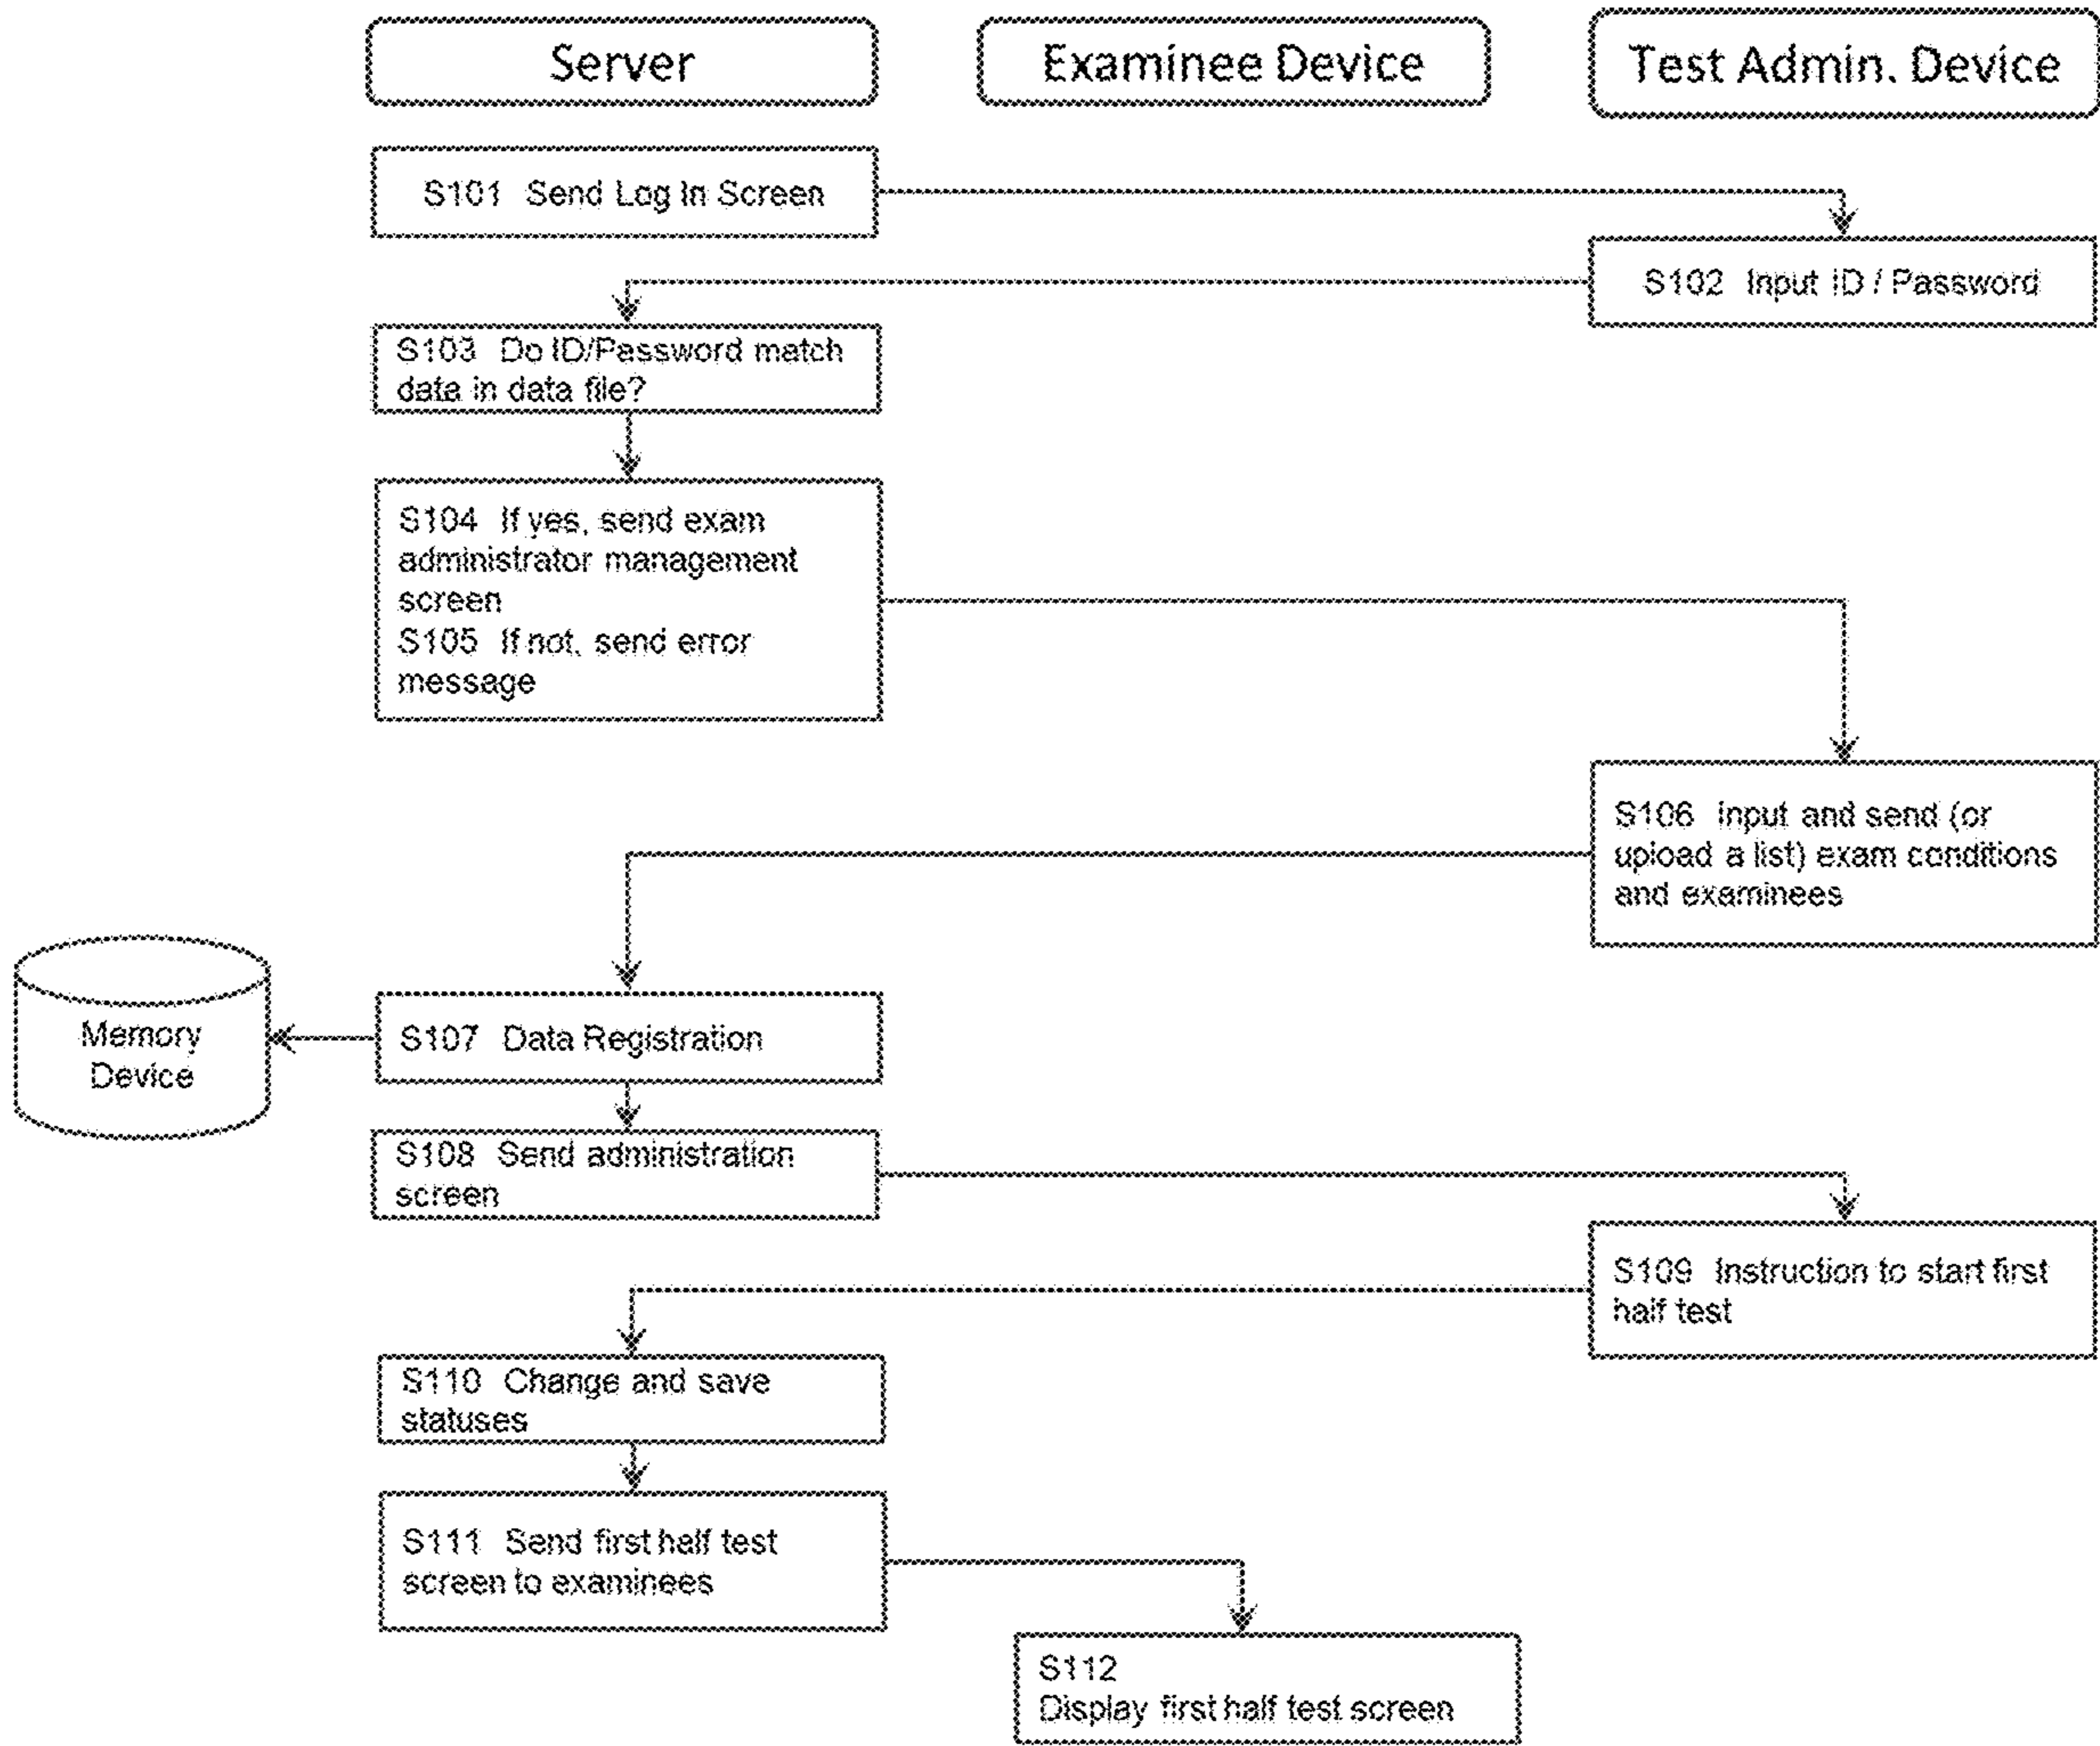 Server
Examinee Device
Test Admin. Device
S101 Send Log In Screen
S102 Input ID / Password
S103 Do ID/Password match
data in data file?
S104 If yes, send exam
administrator management
screen
S105 If not, send error
message
S106 Input and send (or
upload a list) exam conditions
and examinees
Memory
Device
S107 Data Registration
S108 Send administration
screen
S109 Instruction to start first
half test
S110 Change and save
statuses
S111 Send first half test
screen to examinees
S112
Display first half test screen